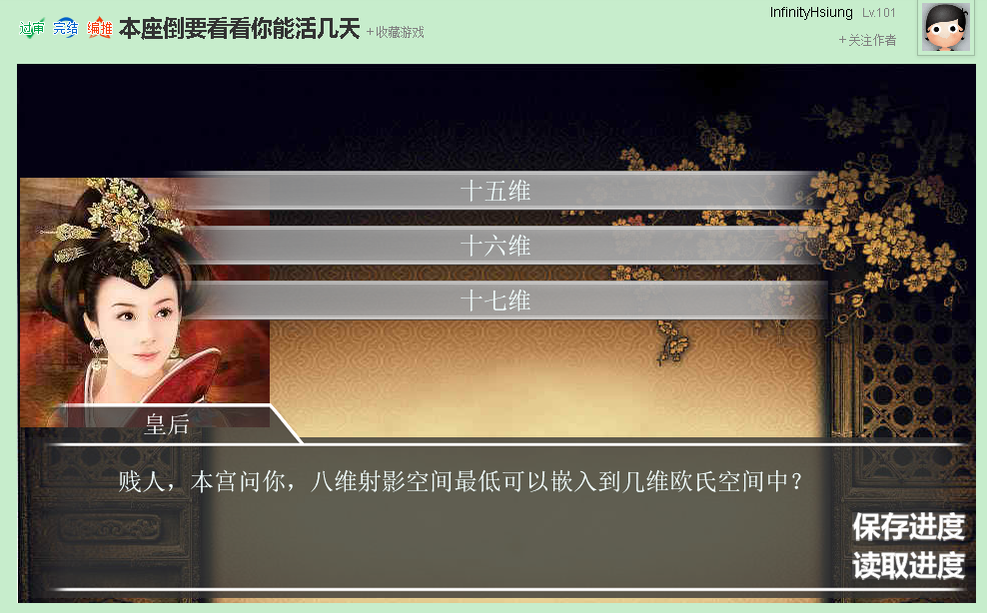 过审 完结 编推 本座倒要看看你能活几天 +收藏游戏
InfinityHsiung Lv.101
+关注作者
十五维
十六维
十七维
皇后
贱人，本宫问你，八维射影空间最低可以嵌入到几维欧氏空间中？
保存进度
读取进度